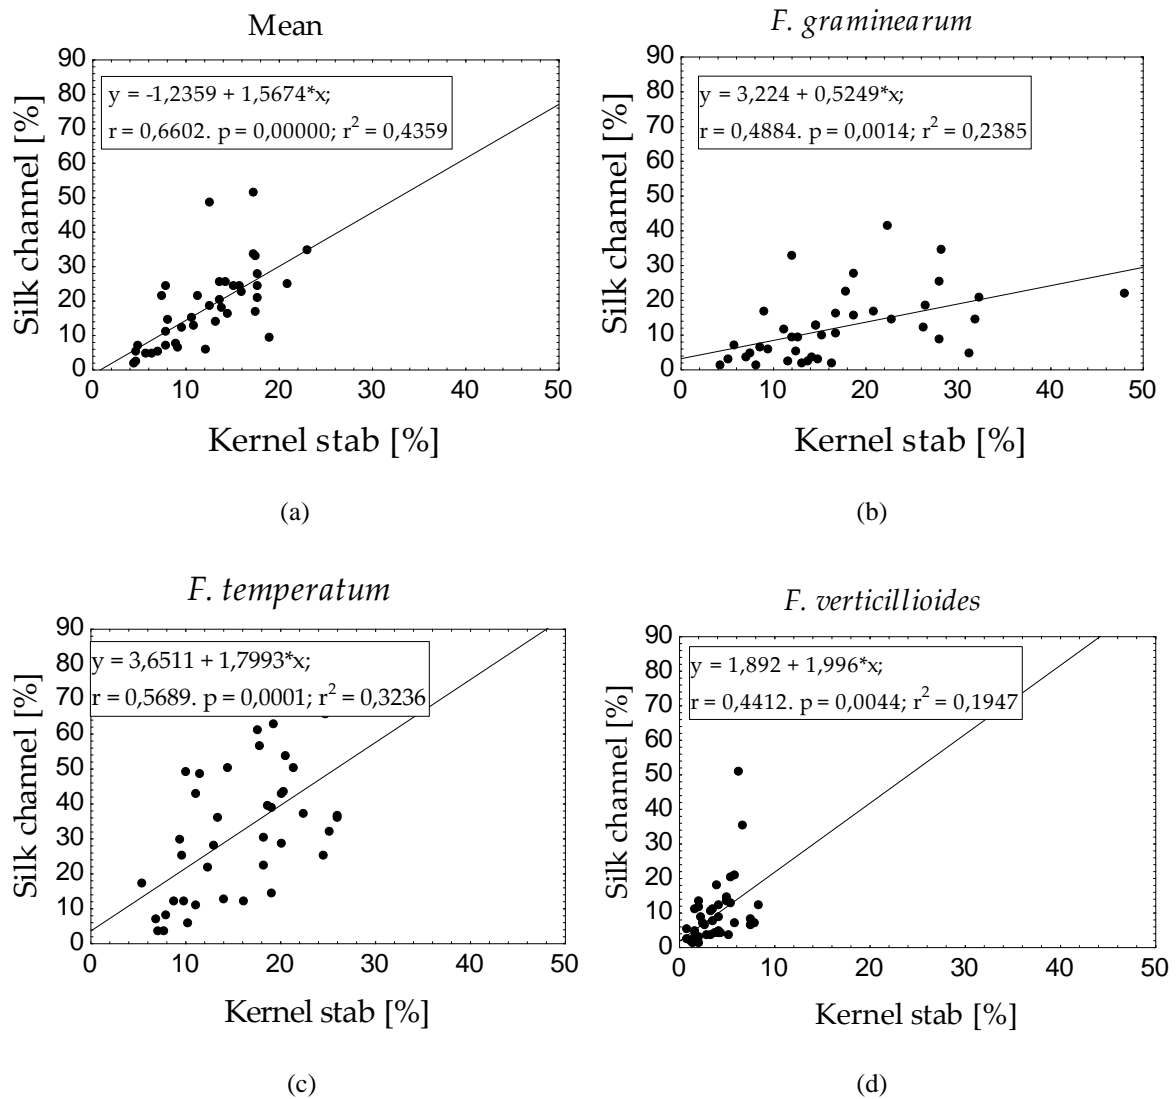 Mean
90
80
70
60
50
40
30
20
10
0
Silk channel [%]
y = -1,2359 + 1,5674*x;
r = 0,6602. p = 0,00000; r² = 0,4359
0 10 20 30 40 50
Kernel stab [%]
(a)
F. graminearum
90
80
70
60
50
40
30
20
10
0
Silk channel [%]
y = 3,224 + 0,5249*x;
r = 0,4884. p = 0,0014; r² = 0,2385
0 10 20 30 40 50
Kernel stab [%]
(b)
F. temperatum
90
80
70
60
50
40
30
20
10
0
Silk channel [%]
y = 3,6511 + 1,7993*x;
r = 0,5689. p = 0,0001; r² = 0,3236
0 10 20 30 40 50
Kernel stab [%]
(c)
F. verticillioides
90
80
70
60
50
40
30
20
10
0
Silk channel [%]
y = 1,892 + 1,996*x;
r = 0,4412. p = 0,0044; r² = 0,1947
0 10 20 30 40 50
Kernel stab [%]
(d)